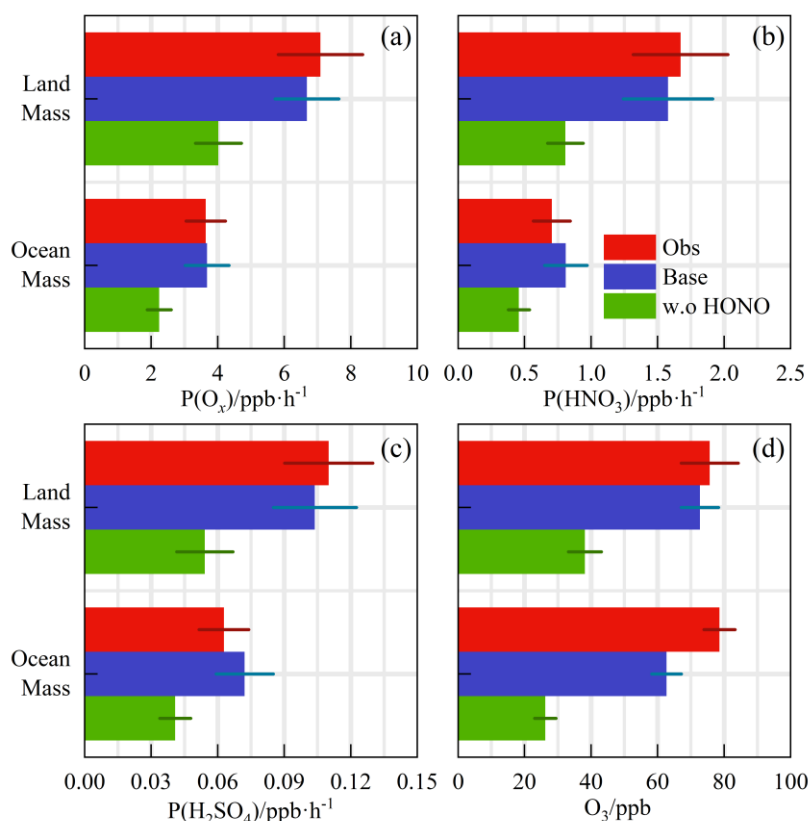 (a)
Land
Mass
Ocean
Mass
0 2 4 6 8 10
P(Oₓ)/ppb·h⁻¹
(b)
Obs
Base
w.o HONO
0.0 0.5 1.0 1.5 2.0 2.5
P(HNO₃)/ppb·h⁻¹
(c)
Land
Mass
Ocean
Mass
0.00 0.03 0.06 0.09 0.12 0.15
P(H₂SO₄)/ppb·h⁻¹
(d)
0 20 40 60 80 100
O₃/ppb